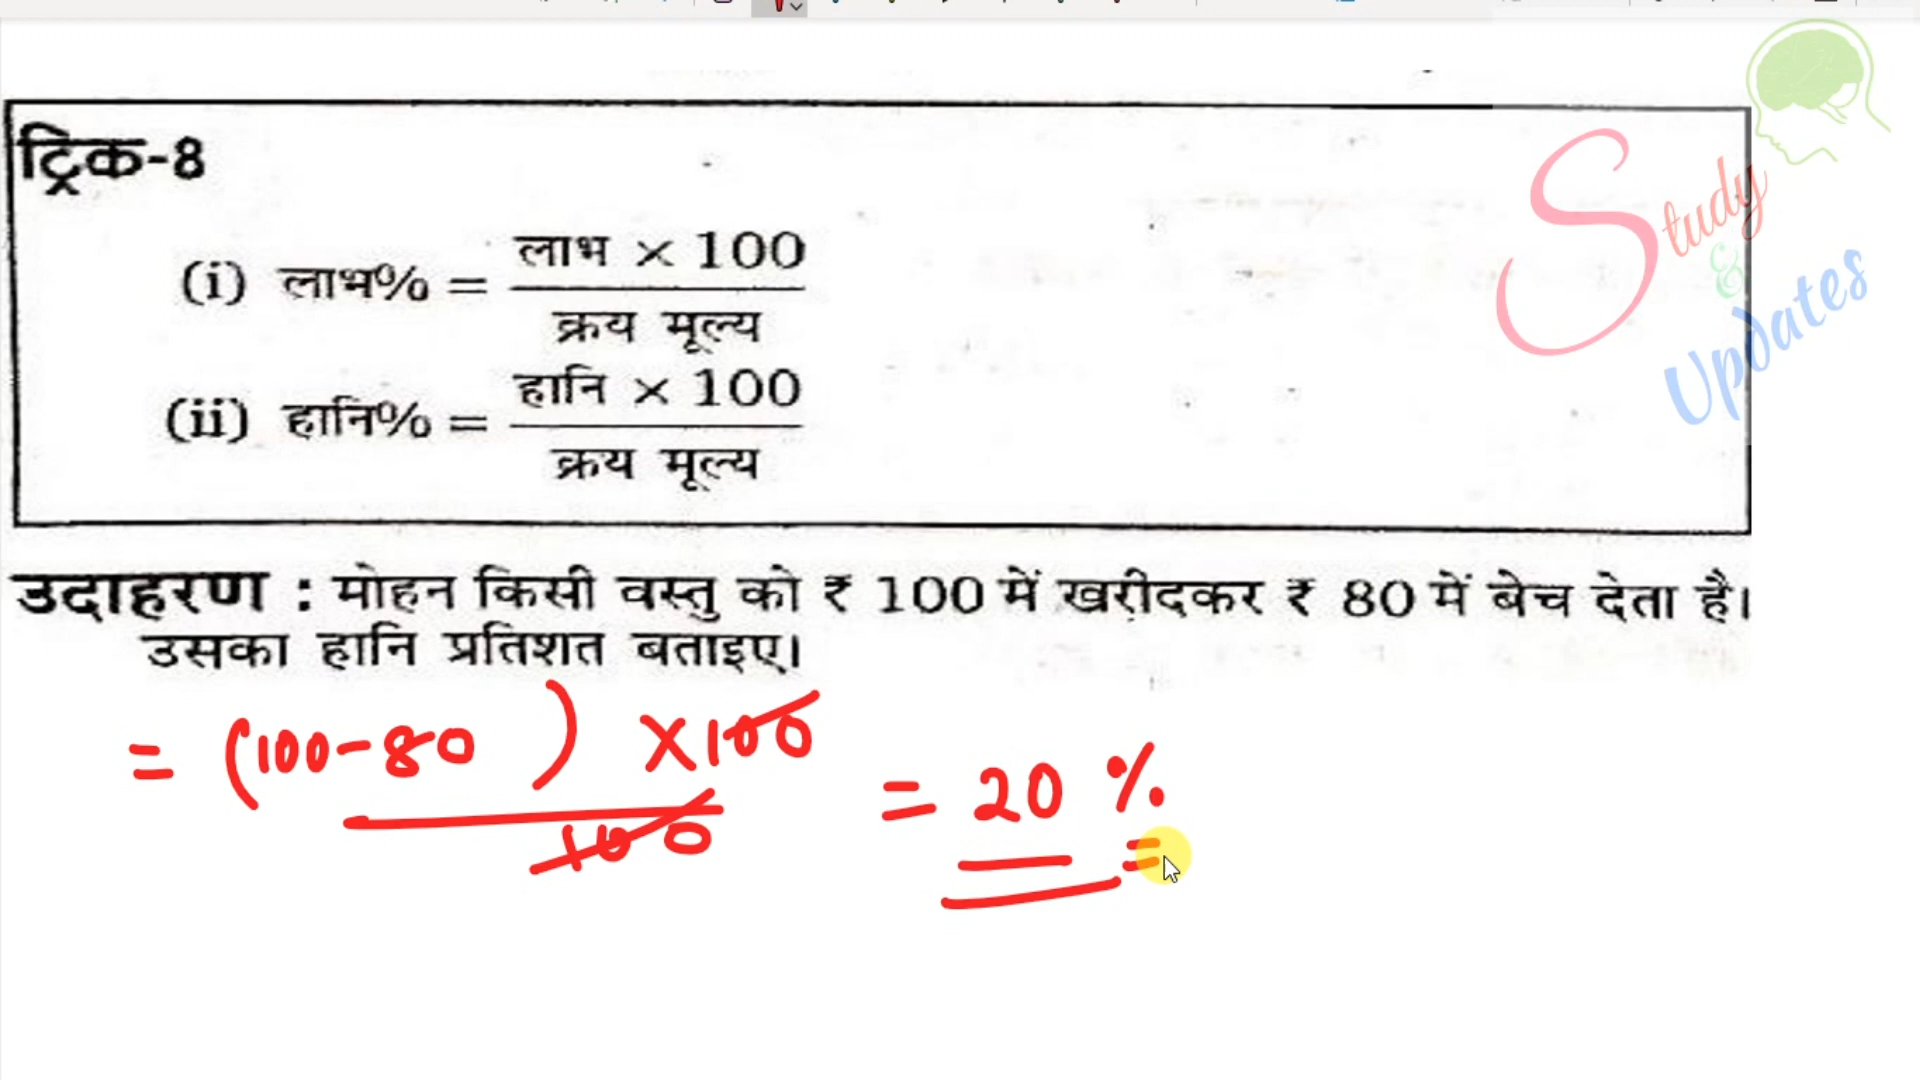 ट्रिक-8
(i) लाभ% = लाभ × 100
क्रय मूल्य
(ii) हानि% = हानि × 100
क्रय मूल्य
उदाहरण : मोहन किसी वस्तु को ₹ 100 में खरीदकर ₹ 80 में बेच देता है।
उसका हानि प्रतिशत बताइए।
= (100-80) ×100
100
= 20 %
=
Study
&
Updates